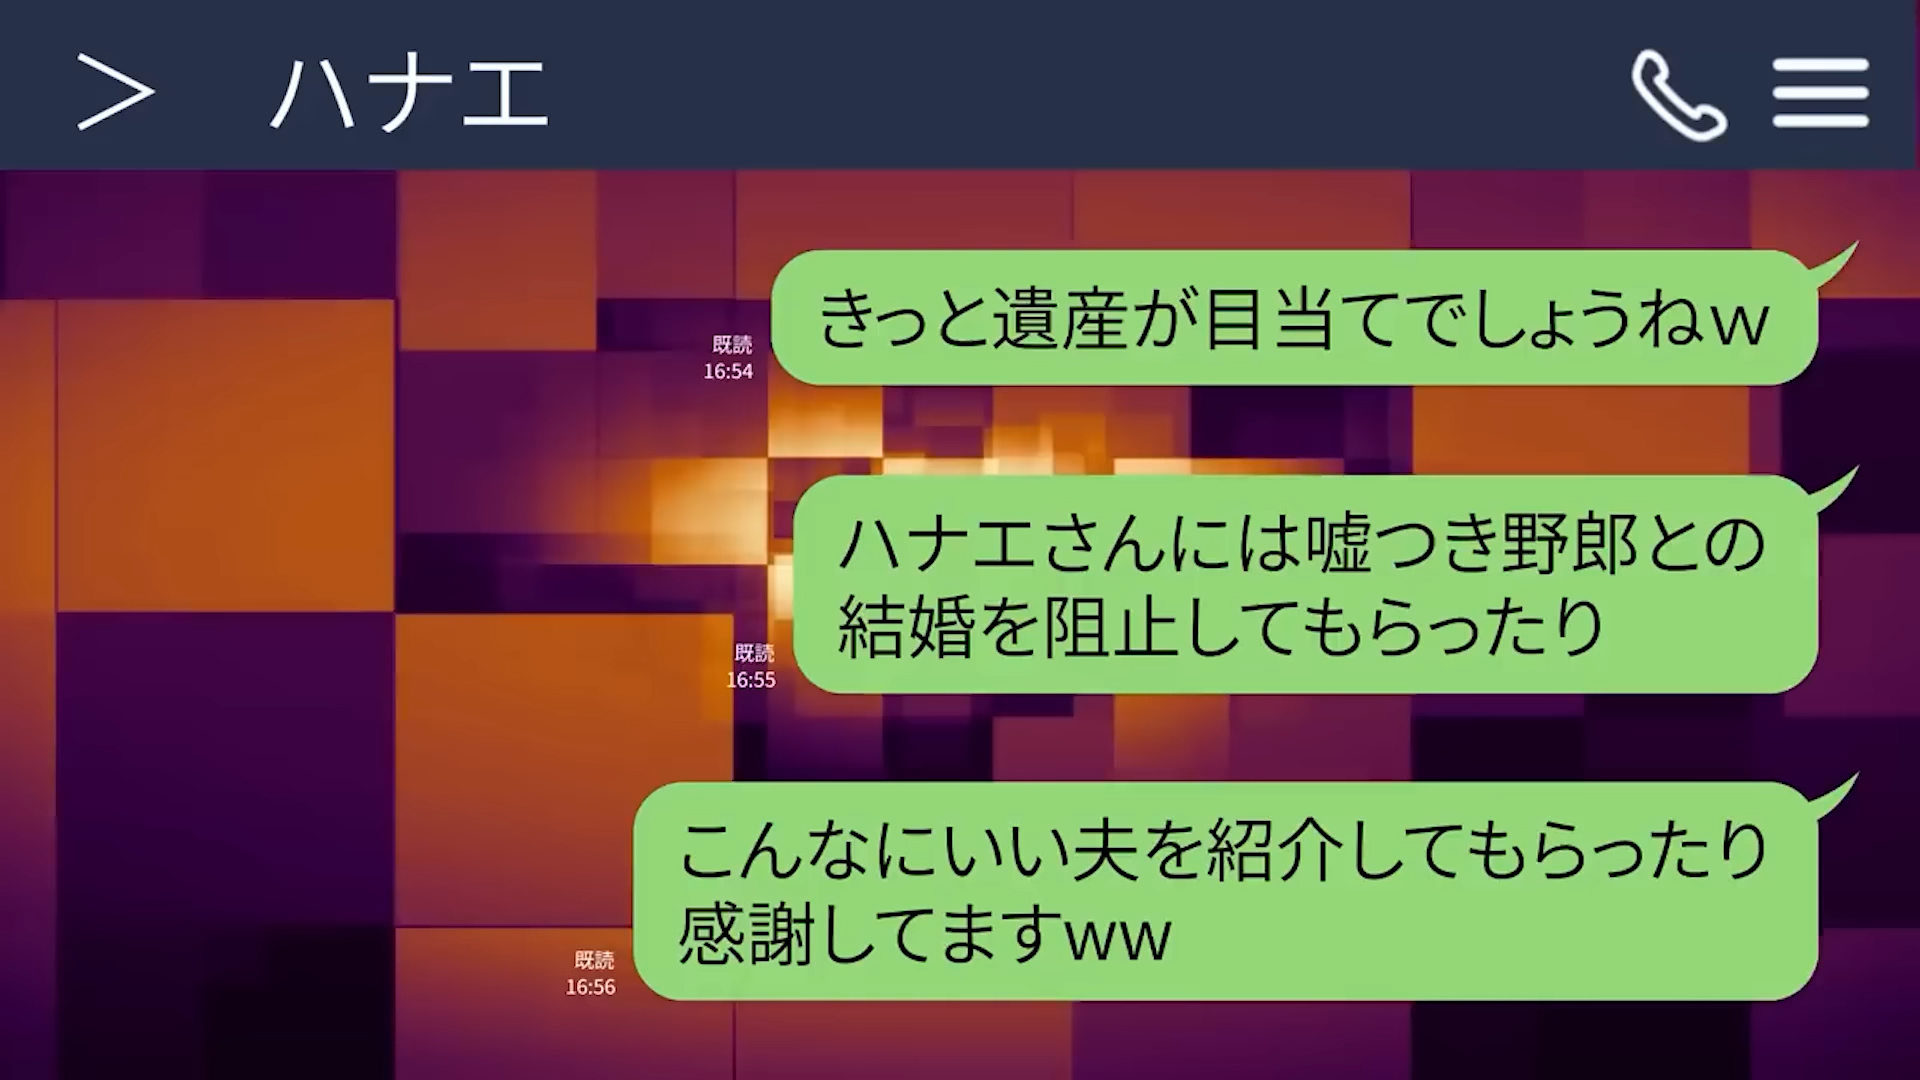 ＞ ハナエ
きっと遺産が目当てでしょうねｗ
既読
16:54
ハナエさんには嘘つき野郎との
結婚を阻止してもらったり
既読
16:55
こんなにいい夫を紹介してもらったり
感謝してますww
既読
16:56